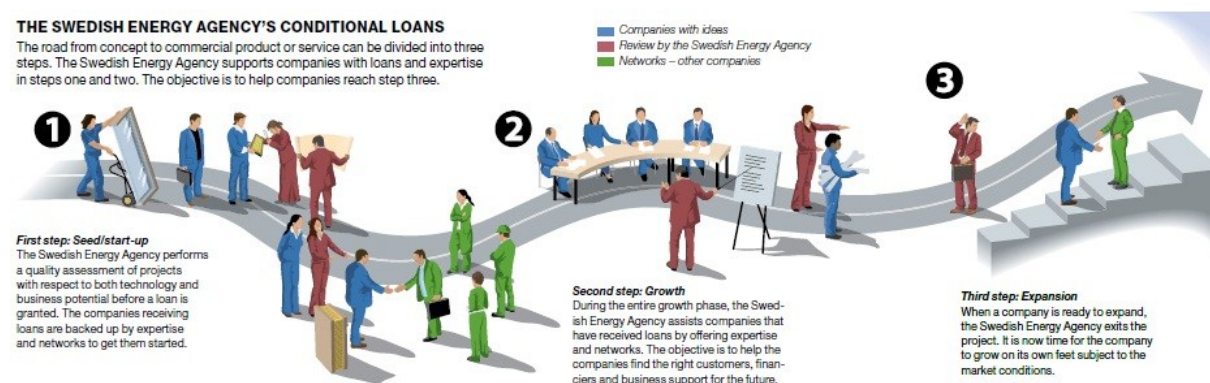 THE SWEDISH ENERGY AGENCY'S CONDITIONAL LOANS
The road from concept to commercial product or service can be divided into three
steps. The Swedish Energy Agency supports companies with loans and expertise
in steps one and two. The objective is to help companies reach step three.
Companies with ideas
Review by the Swedish Energy Agency
Networks – other companies
1
First step: Seed/start-up
The Swedish Energy Agency performs
a quality assessment of projects
with respect to both technology and
business potential before a loan is
granted. The companies receiving
loans are backed up by expertise
and networks to get them started.
2
Second step: Growth
During the entire growth phase, the Swed-
ish Energy Agency assists companies that
have received loans by offering expertise
and networks. The objective is to help the
companies find the right customers, finan-
ciers and business support for the future.
3
Third step: Expansion
When a company is ready to expand,
the Swedish Energy Agency exits the
project. It is now time for the company
to grow on its own feet subject to the
market conditions.